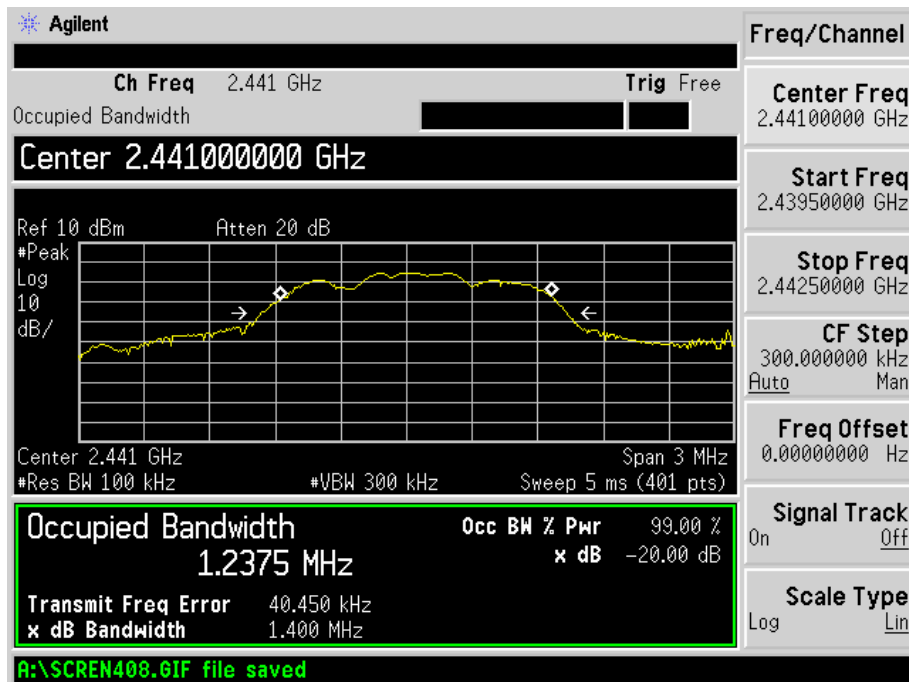 Agilent
Freq/Channel
Ch Freq 2.441 GHz Trig Free
Occupied Bandwidth
Center 2.441000000 GHz
Ref 10 dBm Atten 20 dB
#Peak
Log
10
dB/
Center 2.441 GHz Span 3 MHz
#Res BW 100 kHz #VBW 300 kHz Sweep 5 ms (401 pts)
Occupied Bandwidth
1.2375 MHz
Occ BW % Pwr 99.00 %
x dB -20.00 dB
Transmit Freq Error 40.450 kHz
x dB Bandwidth 1.400 MHz
A:\SCREN408.GIF file saved
Center Freq
2.44100000 GHz
Start Freq
2.43950000 GHz
Stop Freq
2.44250000 GHz
CF Step
300.000000 kHz
Auto Man
Freq Offset
0.00000000 Hz
Signal Track
On Off
Scale Type
Log Lin